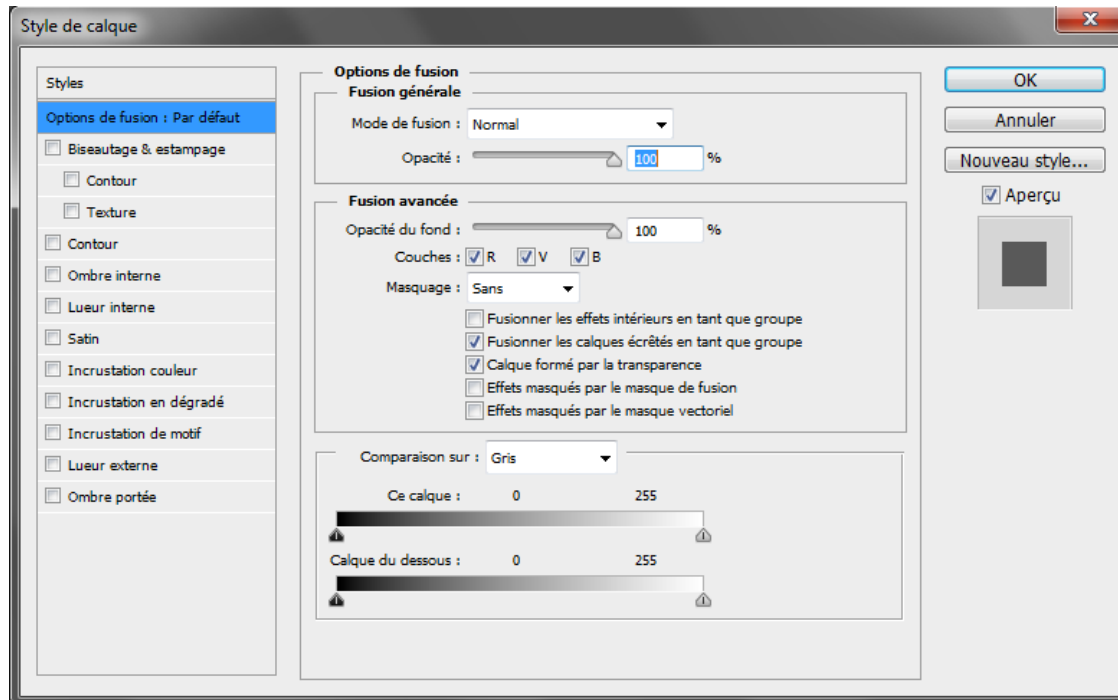 Style de calque
Styles
Options de fusion : Par défaut
Biseautage & estampage
Contour
Texture
Contour
Ombre interne
Lueur interne
Satin
Incrustation couleur
Incrustation en dégradé
Incrustation de motif
Lueur externe
Ombre portée
Options de fusion
Fusion générale
Mode de fusion : Normal
Opacité : 100 %
Fusion avancée
Opacité du fond : 100 %
Couches : R V B
Masquage : Sans
Fusionner les effets intérieurs en tant que groupe
Fusionner les calques écrêtés en tant que groupe
Calque formé par la transparence
Effets masqués par le masque de fusion
Effets masqués par le masque vectoriel
Comparaison sur : Gris
Ce calque : 0 255
Calque du dessous : 0 255
OK
Annuler
Nouveau style...
Aperçu